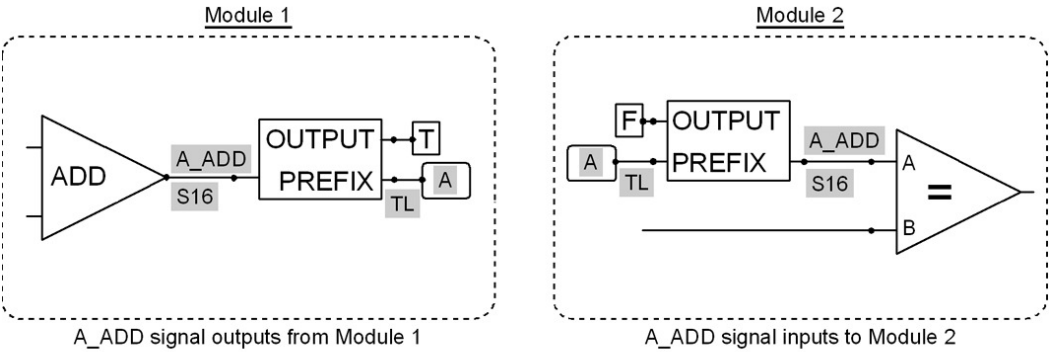 Module 1
ADD
A_ADD
S16
OUTPUT
PREFIX
T
TL
A
A_ADD signal outputs from Module 1
Module 2
F
A
TL
OUTPUT
PREFIX
A_ADD
S16
A
=
B
A_ADD signal inputs to Module 2